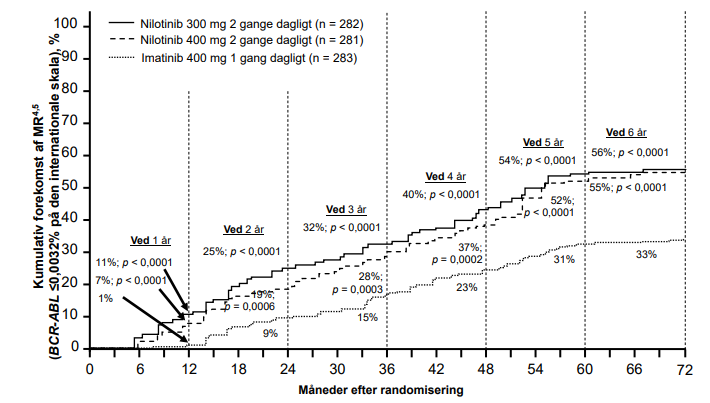 Nilotinib 300 mg 2 gange dagligt (n = 282)
Nilotinib 400 mg 2 gange dagligt (n = 281)
Imatinib 400 mg 1 gang dagligt (n = 283)
Kumulativ forekomst af MR4,5
(BCR-ABL ≤0,0032% på den internationale skala), %
100
90
80
70
60
50
40
30
20
10
0
Ved 1 år
11%; p < 0,0001
7%; p < 0,0001
1%
Ved 2 år
25%; p < 0,0001
19%;
p = 0,0006
9%
Ved 3 år
32%; p < 0,0001
28%;
p = 0,0003
15%
Ved 4 år
40%; p < 0,0001
37%;
p = 0,0002
23%
Ved 5 år
54%; p < 0,0001
52%;
p < 0,0001
31%
Ved 6 år
56%; p < 0,0001
55%; p < 0,0001
33%
0 6 12 18 24 30 36 42 48 54 60 66 72
Måneder efter randomisering